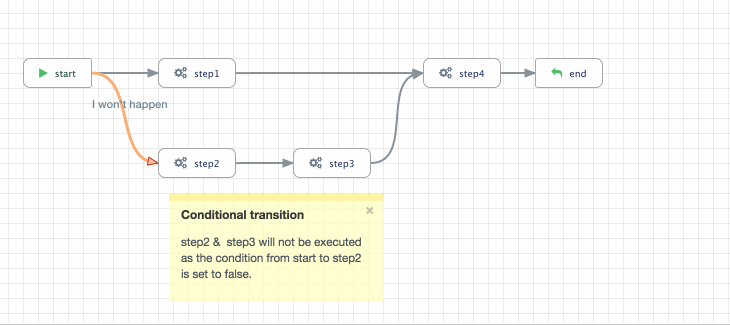 start
step1
step4
end
I won't happen
step2
step3
Conditional transition
step2 &  step3 will not be executed
as the condition from start to step2
is set to false.